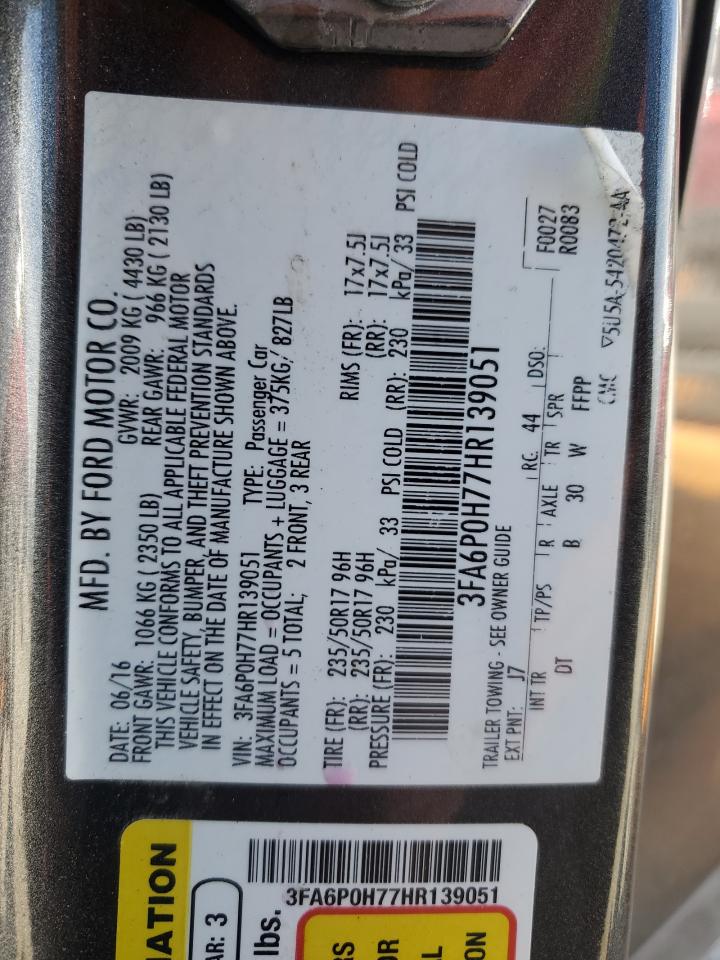 MFD. BY FORD MOTOR CO.
DATE: 06/16 GVWR: 2009 KG ( 4430 LB)
FRONT GAWR: 1066 KG ( 2350 LB) REAR GAWR: 966 KG ( 2130 LB)
THIS VEHICLE CONFORMS TO ALL APPLICABLE FEDERAL MOTOR
VEHICLE SAFETY, BUMPER, AND THEFT PREVENTION STANDARDS
IN EFFECT ON THE DATE OF MANUFACTURE SHOWN ABOVE.
VIN: 3FA6P0H77HR139051 TYPE: Passenger Car
MAXIMUM LOAD = OCCUPANTS + LUGGAGE = 375KG/ 827LB
OCCUPANTS = 5 TOTAL; 2 FRONT, 3 REAR
TIRE (FR): 235/50R17 96H RIMS (FR): 17x7.5J
(RR): 235/50R17 96H (RR): 17x7.5J
PRESSURE (FR): 230 kPa/ 33 PSI COLD (RR): 230 kPa/ 33 PSI COLD
3FA6P0H77HR139051
TRAILER TOWING - SEE OWNER GUIDE
EXT PNT: J7 RC: 44 DSO: F0027
INT TR TP/PS R AXLE TR SPR R0083
DT B 30 W FFPP
CMC ▽5U5A-5420472-AA
3FA6P0H77HR139051
AR: 3
lbs.